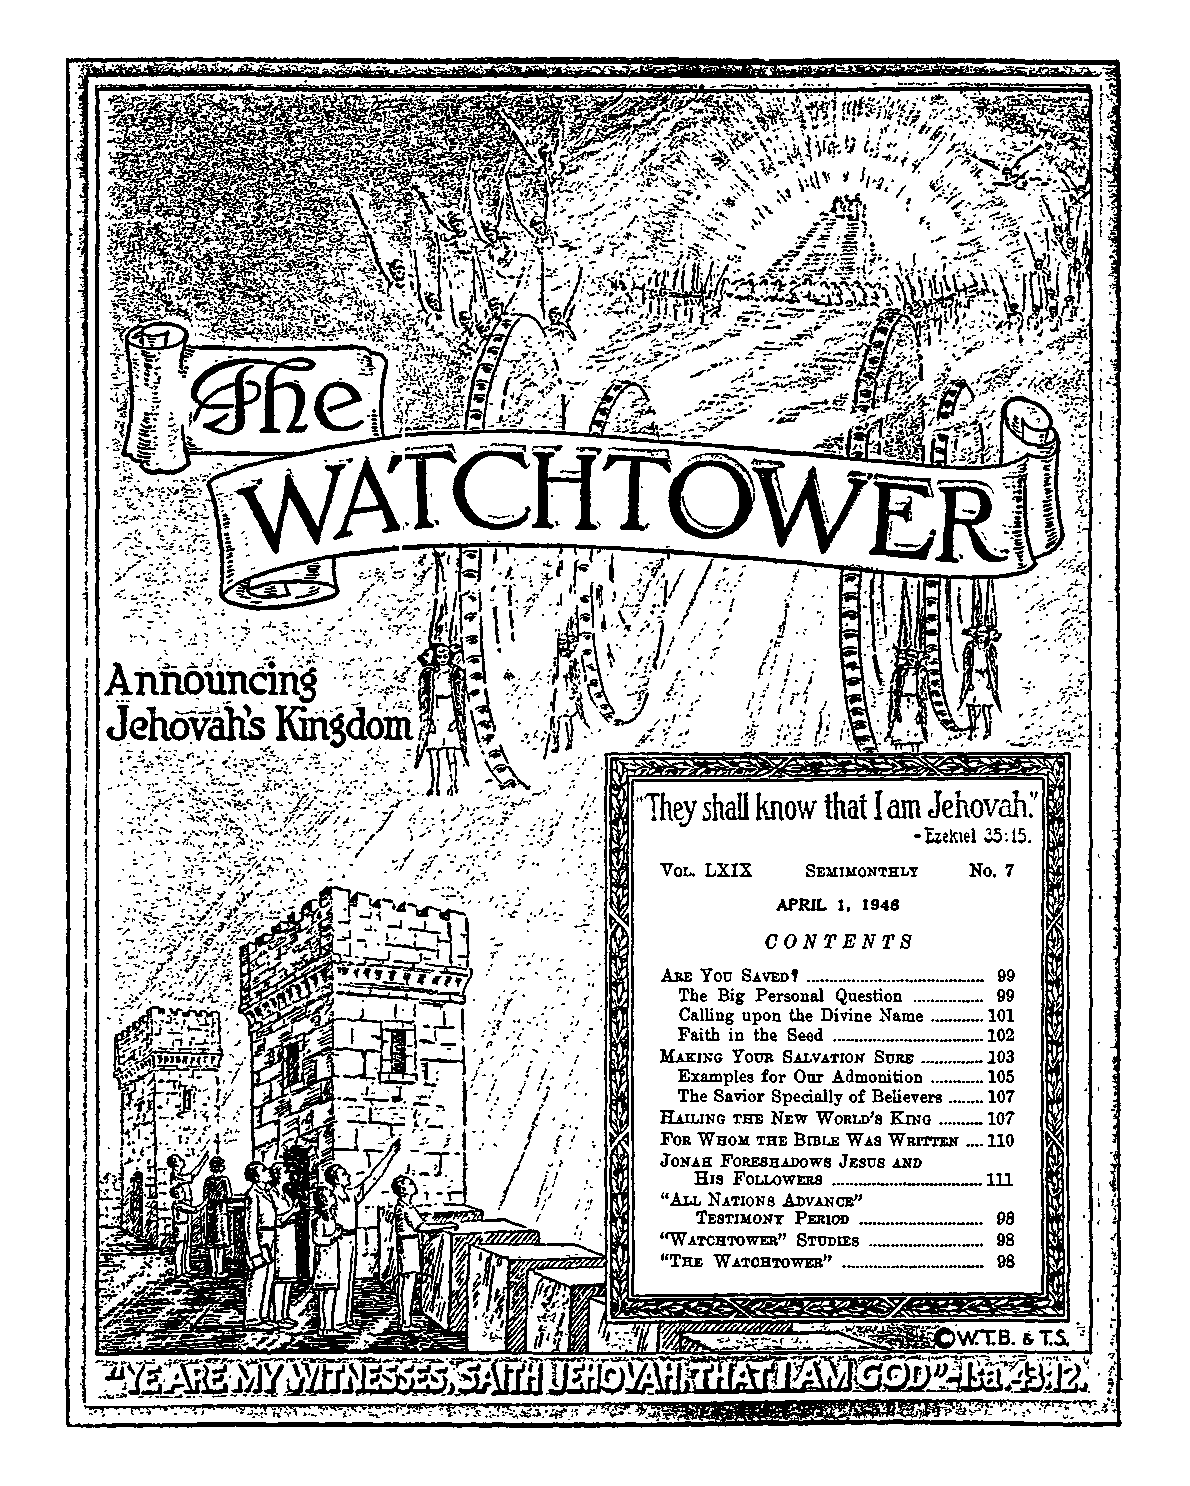 The
WATCHTOWER
Announcing
Jehovah's Kingdom
"They shall know that I am Jehovah."
- Ezekiel 35:15.
VOL. LXIX SEMIMONTHLY NO. 7
APRIL 1, 1948
CONTENTS
ARE YOU SAVED? .......... 99
The Big Personal Question .......... 99
Calling upon the Divine Name .......... 101
Faith in the Seed .......... 102
MAKING YOUR SALVATION SURE .......... 103
Examples for Our Admonition .......... 105
The Savior Specially of Believers .......... 107
HAILING THE NEW WORLD'S KING .......... 107
FOR WHOM THE BIBLE WAS WRITTEN .... 110
JONAH FORESHADOWS JESUS AND
HIS FOLLOWERS .......... 111
"ALL NATIONS ADVANCE"
TESTIMONY PERIOD .......... 98
"WATCHTOWER" STUDIES .......... 98
"THE WATCHTOWER" .......... 98
©W.T.B. & T.S.
"YE ARE MY WITNESSES, SAITH JEHOVAH, THAT I AM GOD"-Isa. 43:12.